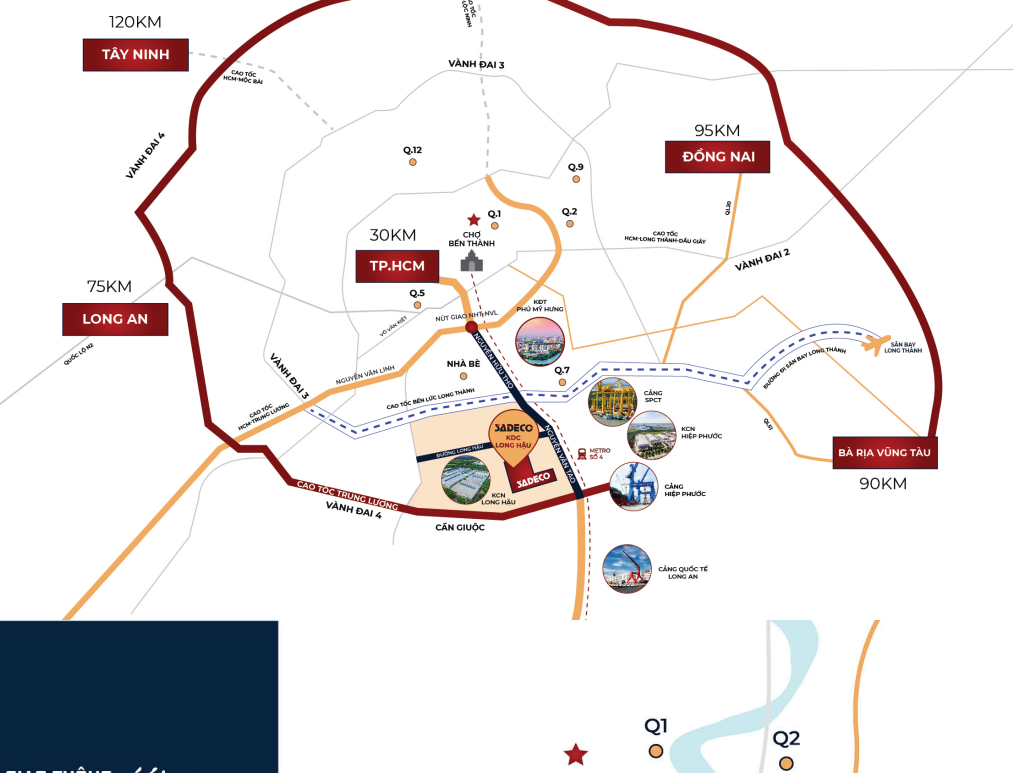 120KM
TÂY NINH
CAO TỐC
HCM-MỘC BÀI
LỘC NINH
VÀNH ĐAI 3
VÀNH ĐAI 4
Q.12
Q.9
95KM
ĐỒNG NAI
QL20
Q.1
Q.2
CHỢ
BẾN THÀNH
CAO TỐC
HCM-LONG THÀNH-DẦU GIÂY
VÀNH ĐAI 2
30KM
TP.HCM
75KM
LONG AN
Q.5
VÕ VĂN KIỆT
NÚT GIAO NHT-NVL
KĐT
PHÚ MỸ HƯNG
QUỐC LỘ N2
NGUYỄN HỮU THỌ
SÂN BAY
LONG THÀNH
ĐƯỜNG ĐI SÂN BAY LONG THÀNH
NHÀ BÈ
Q.7
VÀNH ĐAI 3
NGUYỄN VĂN LINH
CAO TỐC BẾN LỨC LONG THÀNH
CAO TỐC
HCM-TRUNG LƯƠNG
CẢNG
SPCT
SADECO
KDC
LONG HẬU
NGUYỄN VĂN TẠO
KCN
HIỆP PHƯỚC
QL51
ĐƯỜNG LONG HẬU
METRO
SỐ 4
BÀ RỊA VŨNG TÀU
90KM
SADECO
KCN
LONG HẬU
CẢNG
HIỆP PHƯỚC
CAO TỐC TRUNG LƯƠNG
VÀNH ĐAI 4
CẦN GIUỘC
CẢNG QUỐC TẾ
LONG AN
Q1
Q2